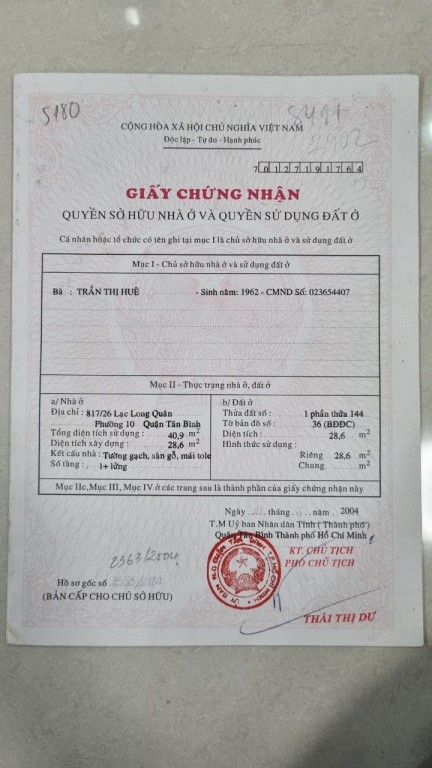 5180
8491
CỘNG HÒA XÃ HỘI CHỦ NGHĨA VIỆT NAM
Độc lập - Tự do - Hạnh phúc
7 0 1 2 7 1 9 1 7 6 4
GIẤY CHỨNG NHẬN
QUYỀN SỞ HỮU NHÀ Ở VÀ QUYỀN SỬ DỤNG ĐẤT Ở
Cá nhân hoặc tổ chức có tên ghi tại mục I là chủ sở hữu nhà ở và sử dụng đất ở
Mục I - Chủ sở hữu nhà ở và sử dụng đất ở
Bà : TRẦN THỊ HUÊ - Sinh năm: 1962 - CMND Số: 023654407
Mục II - Thực trạng nhà ở, đất ở
a/ Nhà ở
Địa chỉ : 817/26 Lạc Long Quân
Phường 10 Quận Tân Bình
Tổng diện tích sử dụng : 40,9 m2
Diện tích xây dựng : 28,6 m2
Kết cấu nhà : Tường gạch, sàn gỗ, mái tole
Số tầng : 1+ lửng
b/ Đất ở
Thửa đất số : 1 phần thửa 144
Tờ bản đồ số : 36 (BĐĐC)
Diện tích : 28,6 m2
Hình thức sử dụng :
Riêng 28,6 m2
Chung m2
Mục IIc, Mục III, Mục IV ở các trang sau là thành phần của giấy chứng nhận này
Ngày ... tháng ... năm 2004
T.M Uỷ ban Nhân dân Tỉnh ( Thành phố )
Quận Tân Bình Thành phố Hồ Chí Minh
KT. CHỦ TỊCH
PHÓ CHỦ TỊCH
2363/2004
Hồ sơ gốc số
(BẢN CẤP CHO CHỦ SỞ HỮU)
THÁI THỊ DƯ